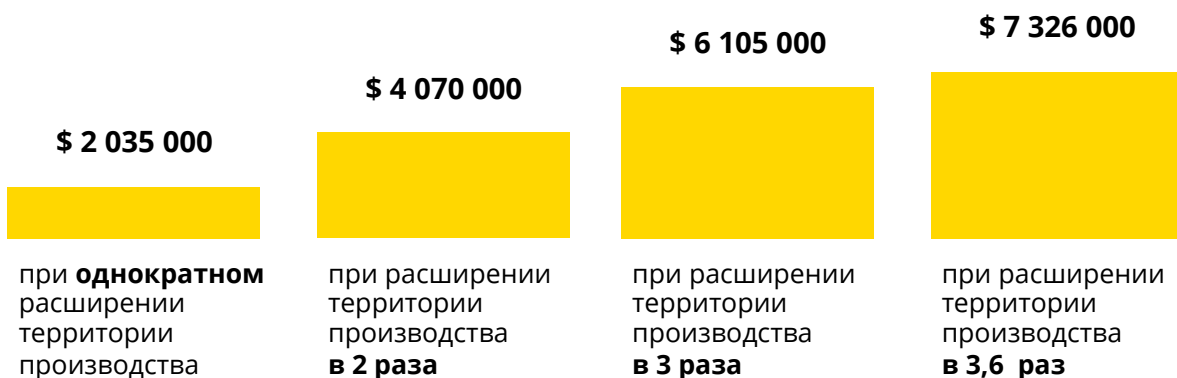 $ 2 035 000
при однократном
расширении
территории
производства
$ 4 070 000
при расширении
территории
производства
в 2 раза
$ 6 105 000
при расширении
территории
производства
в 3 раза
$ 7 326 000
при расширении
территории
производства
в 3,6  раз